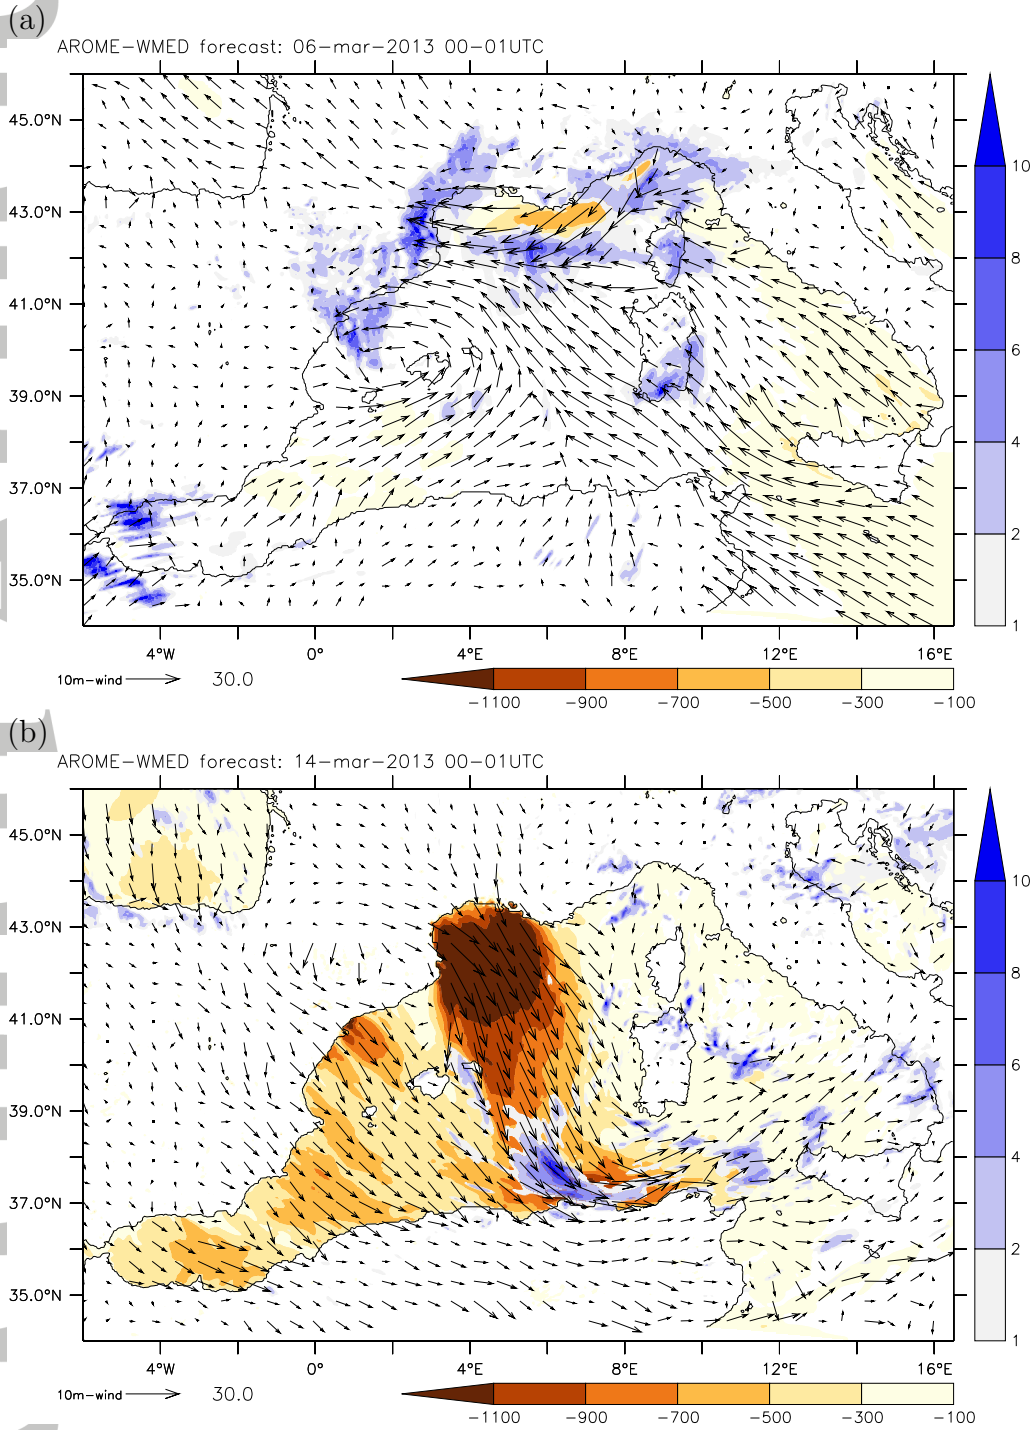 (a)
AROME-WMED forecast: 06-mar-2013 00-01UTC
45.0°N
43.0°N
41.0°N
39.0°N
37.0°N
35.0°N
4°W 0° 4°E 8°E 12°E 16°E
10
8
6
4
2
1
10m-wind 30.0
-1100 -900 -700 -500 -300 -100
(b)
AROME-WMED forecast: 14-mar-2013 00-01UTC
45.0°N
43.0°N
41.0°N
39.0°N
37.0°N
35.0°N
4°W 0° 4°E 8°E 12°E 16°E
10
8
6
4
2
1
10m-wind 30.0
-1100 -900 -700 -500 -300 -100